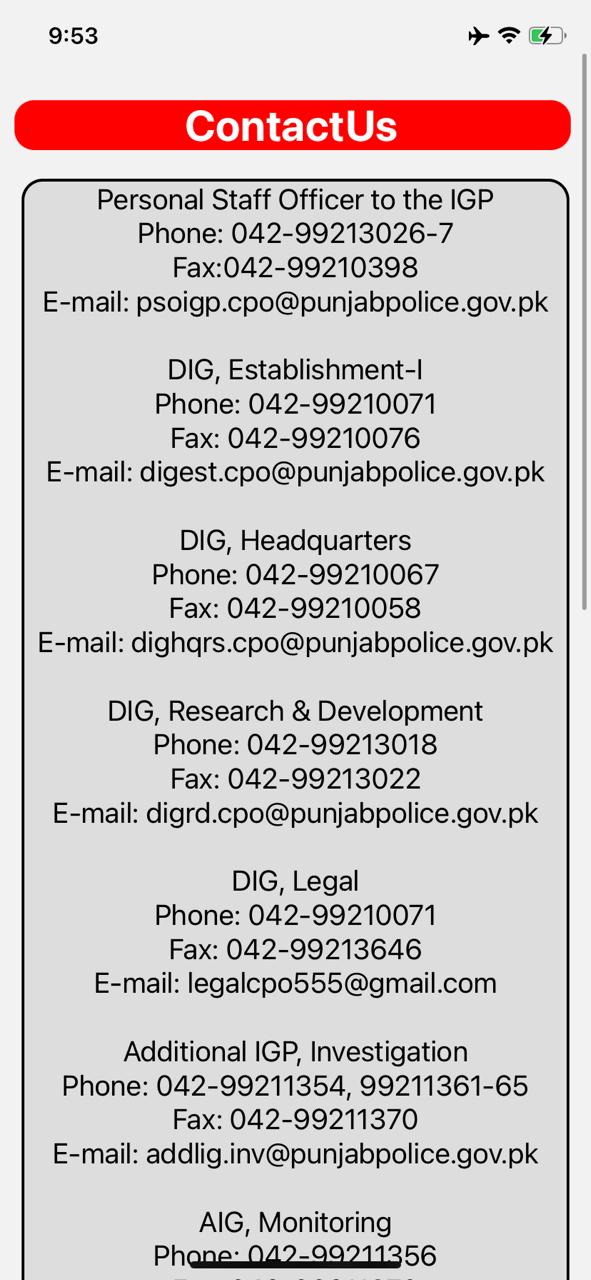 9:53
ContactUs
Personal Staff Officer to the IGP
Phone: 042-99213026-7
Fax:042-99210398
E-mail: psoigp.cpo@punjabpolice.gov.pk
DIG, Establishment-I
Phone: 042-99210071
Fax: 042-99210076
E-mail: digest.cpo@punjabpolice.gov.pk
DIG, Headquarters
Phone: 042-99210067
Fax: 042-99210058
E-mail: dighqrs.cpo@punjabpolice.gov.pk
DIG, Research & Development
Phone: 042-99213018
Fax: 042-99213022
E-mail: digrd.cpo@punjabpolice.gov.pk
DIG, Legal
Phone: 042-99210071
Fax: 042-99213646
E-mail: legalcpo555@gmail.com
Additional IGP, Investigation
Phone: 042-99211354, 99211361-65
Fax: 042-99211370
E-mail: addlig.inv@punjabpolice.gov.pk
AIG, Monitoring
Phone: 042-99211356